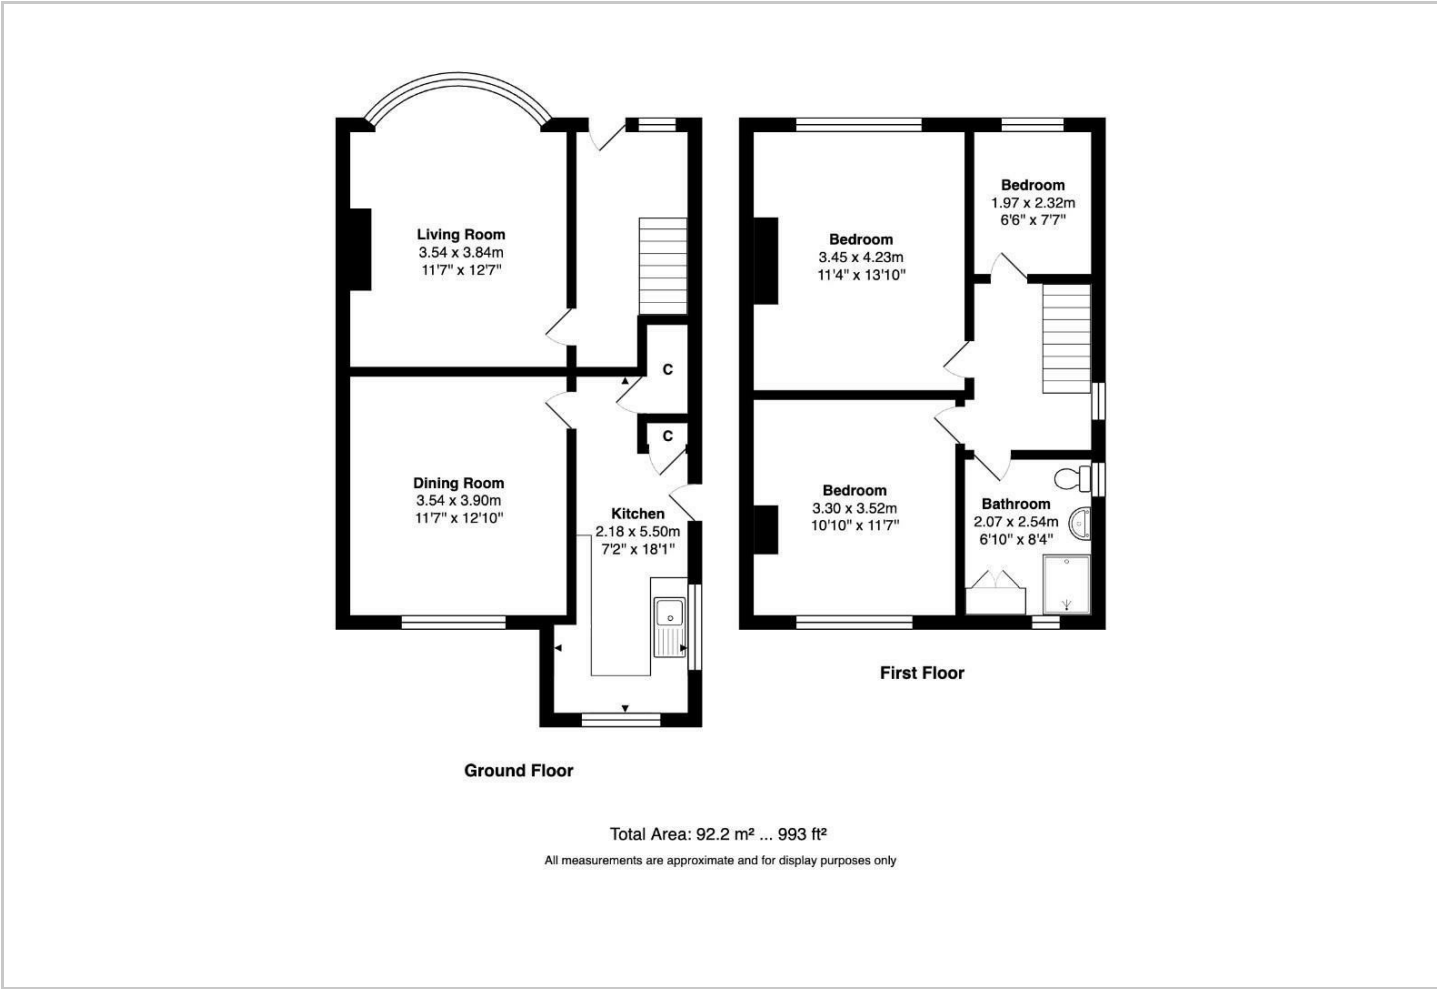 Living Room
3.54 x 3.84m
11'7" x 12'7"
C
C
Dining Room
3.54 x 3.90m
11'7" x 12'10"
Kitchen
2.18 x 5.50m
7'2" x 18'1"
Ground Floor
Bedroom
1.97 x 2.32m
6'6" x 7'7"
Bedroom
3.45 x 4.23m
11'4" x 13'10"
Bedroom
3.30 x 3.52m
10'10" x 11'7"
Bathroom
2.07 x 2.54m
6'10" x 8'4"
First Floor
Total Area: 92.2 m² ... 993 ft²
All measurements are approximate and for display purposes only